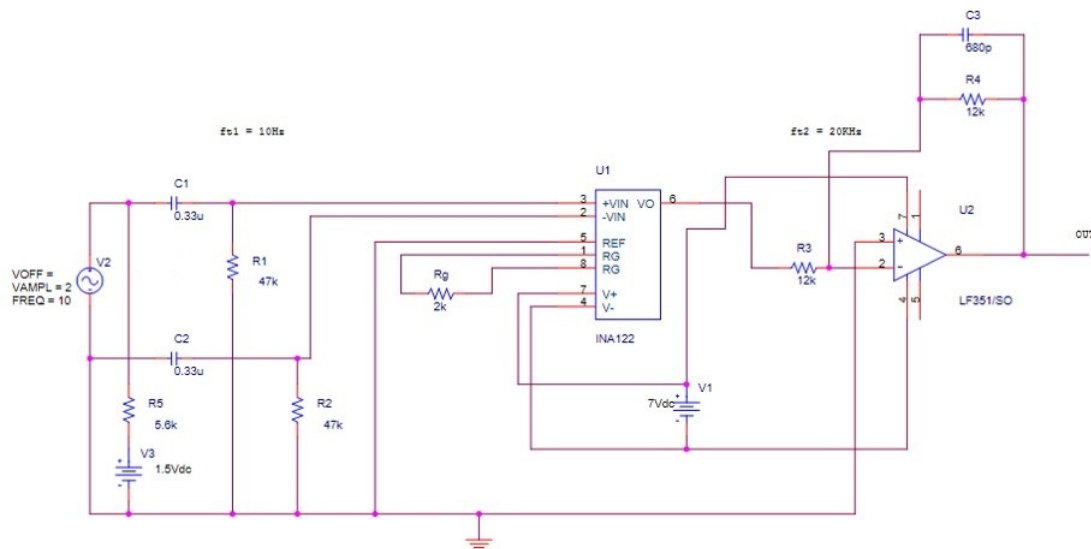 C3
680p
R4
12k
ft1 = 10Hz
ft2 = 20KHz
U1
C1
0.33u
3
2
5
1
8
7
4
+VIN VO
-VIN
REF
RG
RG
V+
V-
6
INA122
7
1
U2
3
+
2
-
6
OUT
4
5
LF351/SO
R3
12k
V2
VOFF =
VAMPL = 2
FREQ = 10
R1
47k
Rg
2k
C2
0.33u
R5
5.6k
R2
47k
V1
7Vdc
V3
1.5Vdc